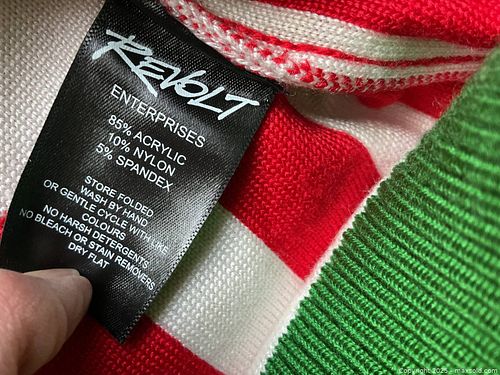 REVOLT
ENTERPRISES
85% ACRYLIC
10% NYLON
5% SPANDEX
STORE FOLDED
WASH BY HAND
OR GENTLE CYCLE WITH LIKE
COLOURS
NO HARSH DETERGENTS
NO BLEACH OR STAIN REMOVERS
DRY FLAT
Copyright 2025 - maxsold.com